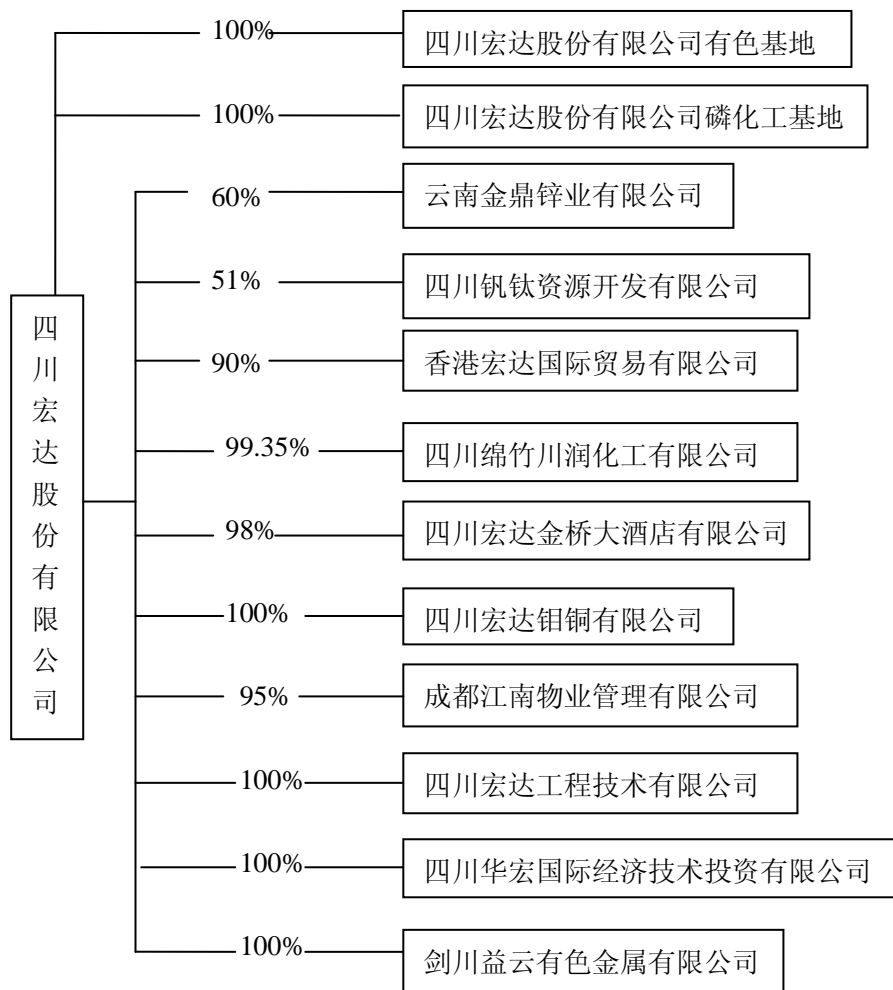 100% 四川宏达股份有限公司有色基地
100% 四川宏达股份有限公司磷化工基地
60% 云南金鼎锌业有限公司
51% 四川钒钛资源开发有限公司
90% 香港宏达国际贸易有限公司
99.35% 四川绵竹川润化工有限公司
98% 四川宏达金桥大酒店有限公司
100% 四川宏达钼铜有限公司
95% 成都江南物业管理有限公司
100% 四川宏达工程技术有限公司
100% 四川华宏国际经济技术投资有限公司
100% 剑川益云有色金属有限公司
四川宏达股份有限公司